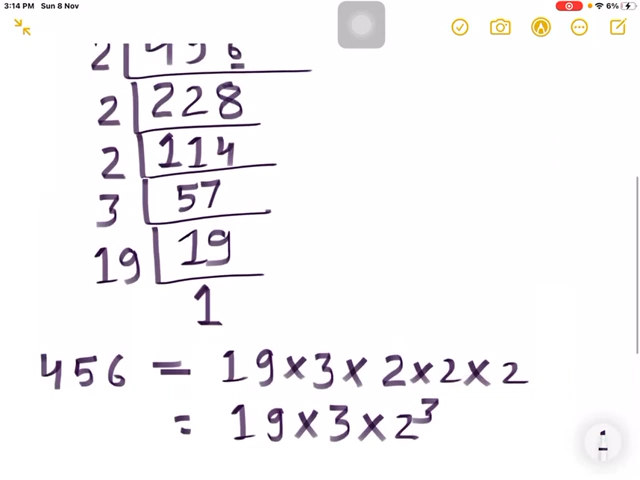 3:14 PM Sun 8 Nov 6%
2 456
2 228
2 114
3 57
19 19
1
456 = 19 × 3 × 2 × 2 × 2
= 19 × 3 × 2³